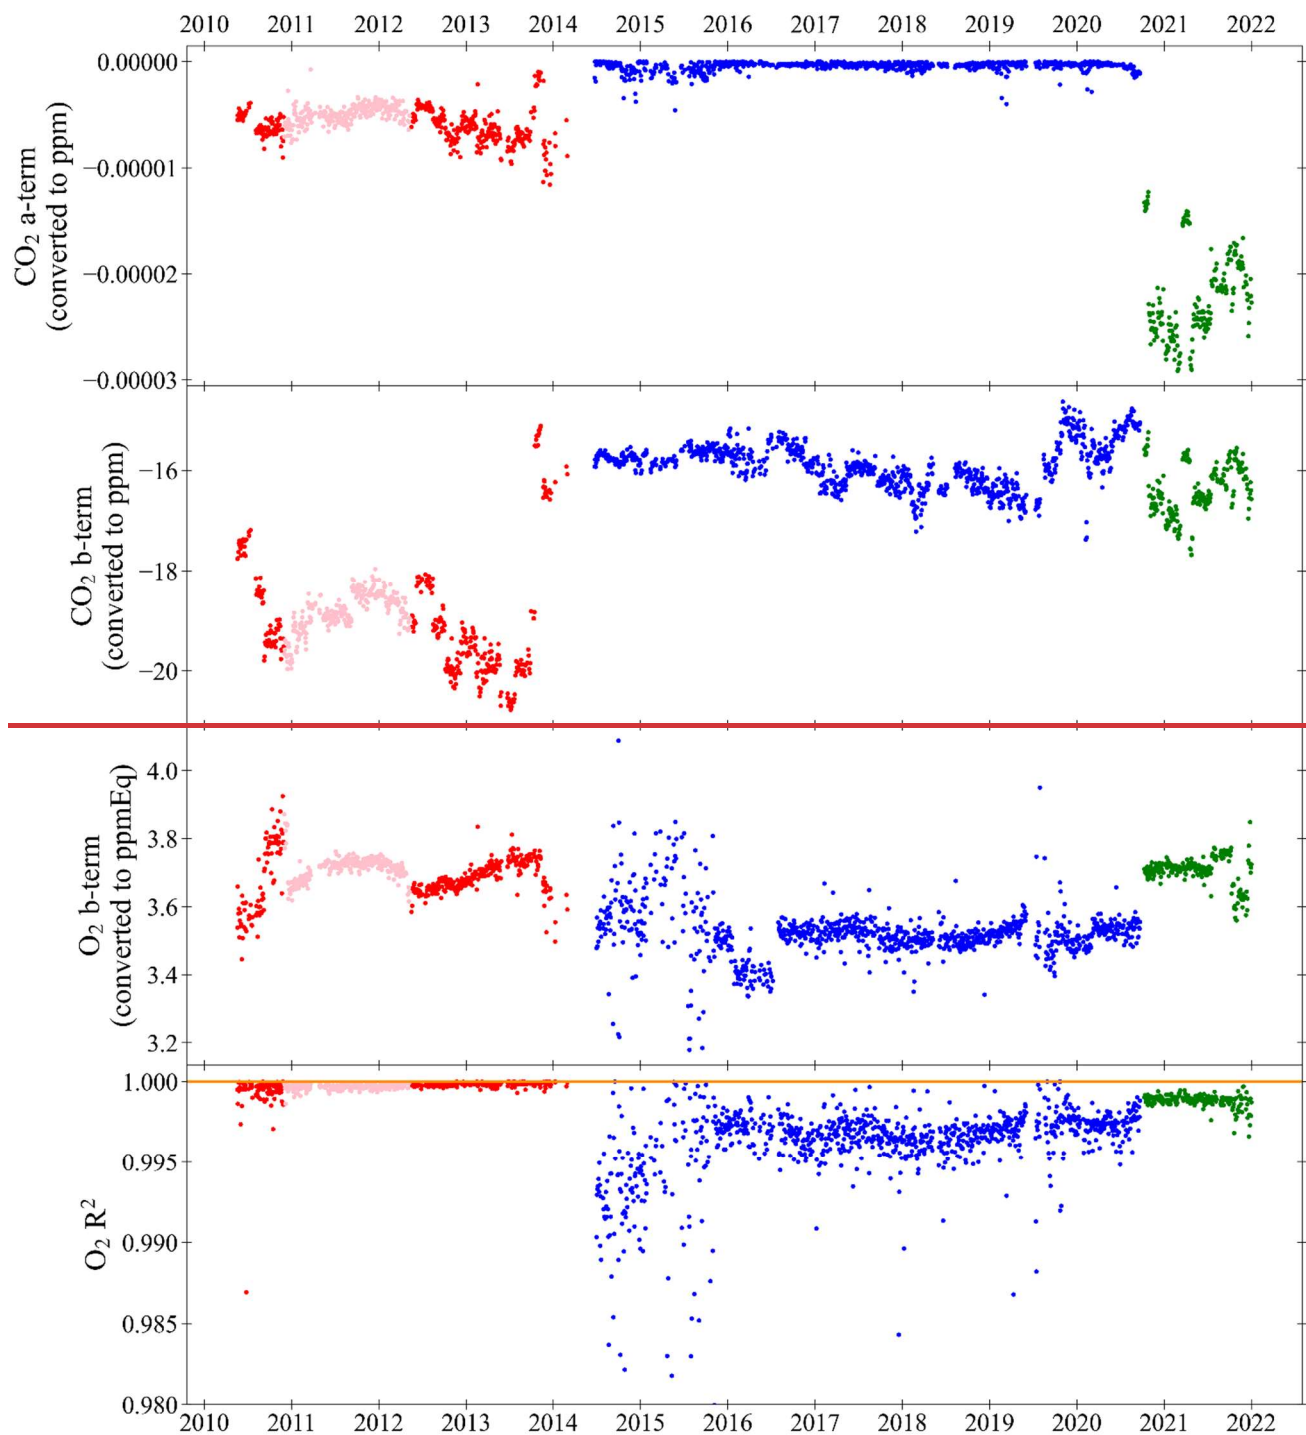 2010 2011 2012 2013 2014 2015 2016 2017 2018 2019 2020 2021 2022
0.00000
−0.00001
−0.00002
−0.00003
CO₂ a-term
(converted to ppm)
−16
−18
−20
CO₂ b-term
(converted to ppm)
4.0
3.8
3.6
3.4
3.2
O₂ b-term
(converted to ppmEq)
1.000
0.995
0.990
0.985
0.980
O₂ R²
2010 2011 2012 2013 2014 2015 2016 2017 2018 2019 2020 2021 2022